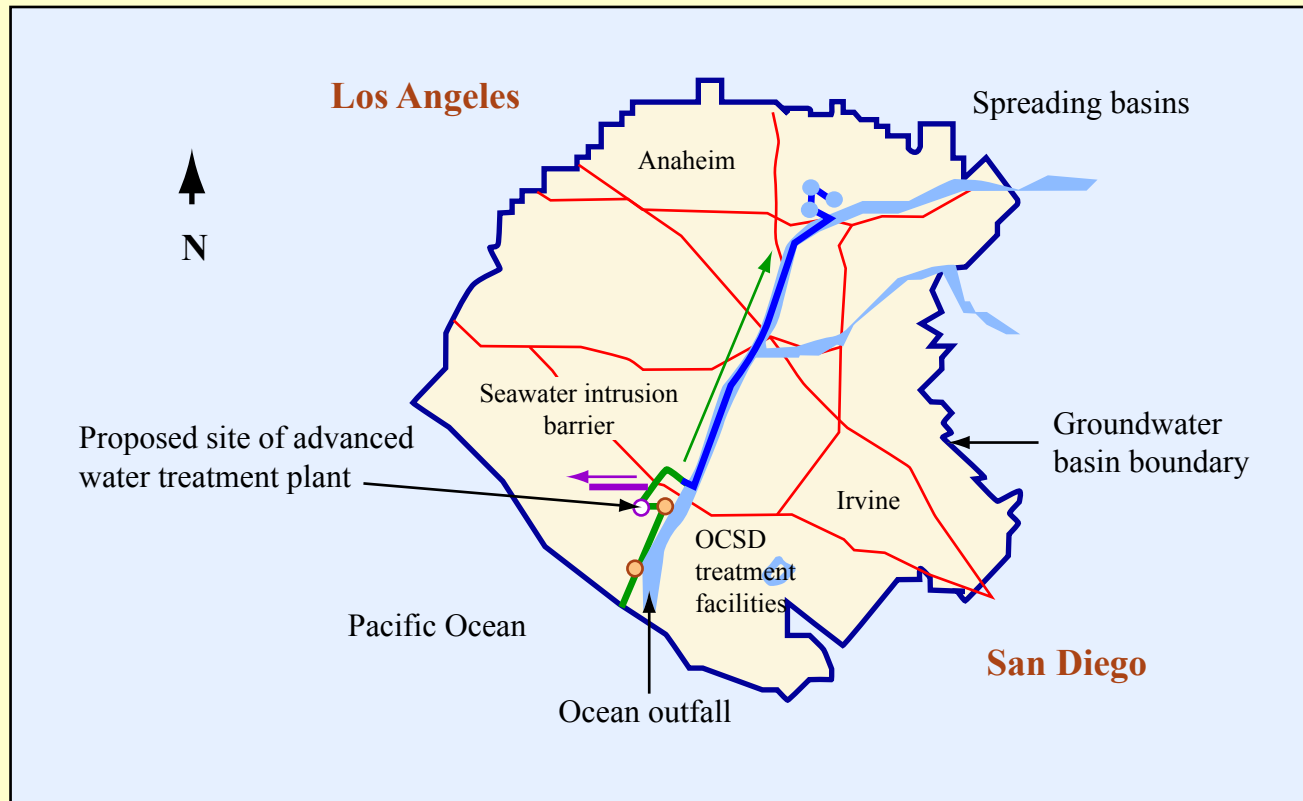 Los Angeles
Spreading basins
Anaheim
N
Seawater intrusion
barrier
Proposed site of advanced
water treatment plant
Groundwater
basin boundary
Irvine
OCSD
treatment
facilities
Pacific Ocean
San Diego
Ocean outfall